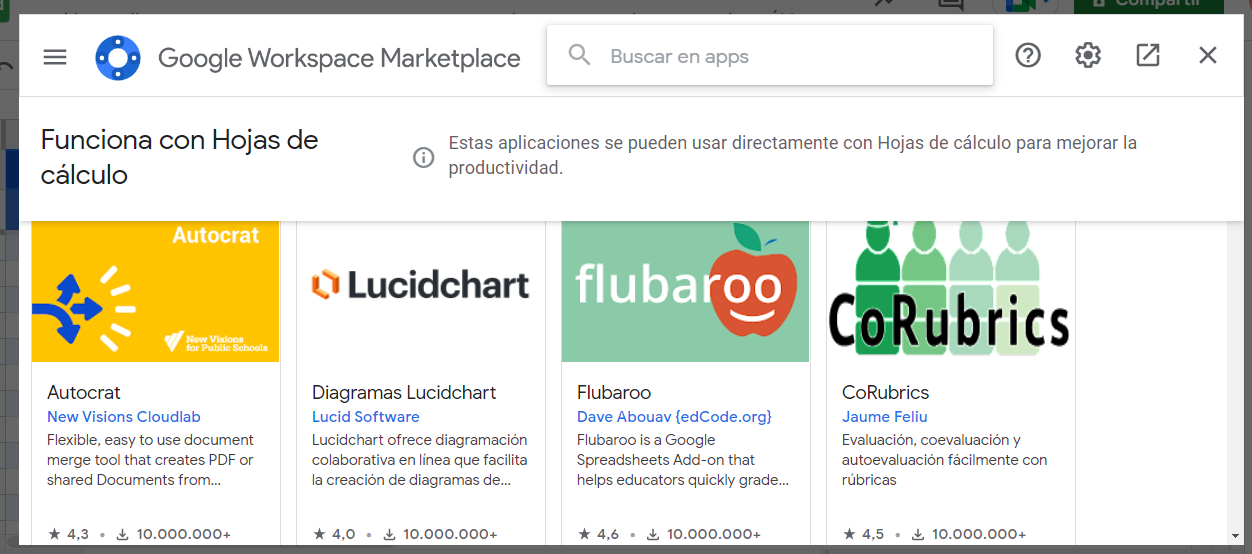 Compartir
Google Workspace Marketplace
Buscar en apps
Funciona con Hojas de
cálculo
Estas aplicaciones se pueden usar directamente con Hojas de cálculo para mejorar la
productividad.
Autocrat
New Visions
for Public Schools
Autocrat
New Visions Cloudlab
Flexible, easy to use document
merge tool that creates PDF or
shared Documents from...
4,3 • 10.000.000+
Lucidchart
Diagramas Lucidchart
Lucid Software
Lucidchart ofrece diagramación
colaborativa en línea que facilita
la creación de diagramas de...
4,0 • 10.000.000+
flubaroo
Flubaroo
Dave Abouav {edCode.org}
Flubaroo is a Google
Spreadsheets Add-on that
helps educators quickly grade...
4,6 • 10.000.000+
CoRubrics
CoRubrics
Jaume Feliu
Evaluación, coevaluación y
autoevaluación fácilmente con
rúbricas
4,5 • 10.000.000+